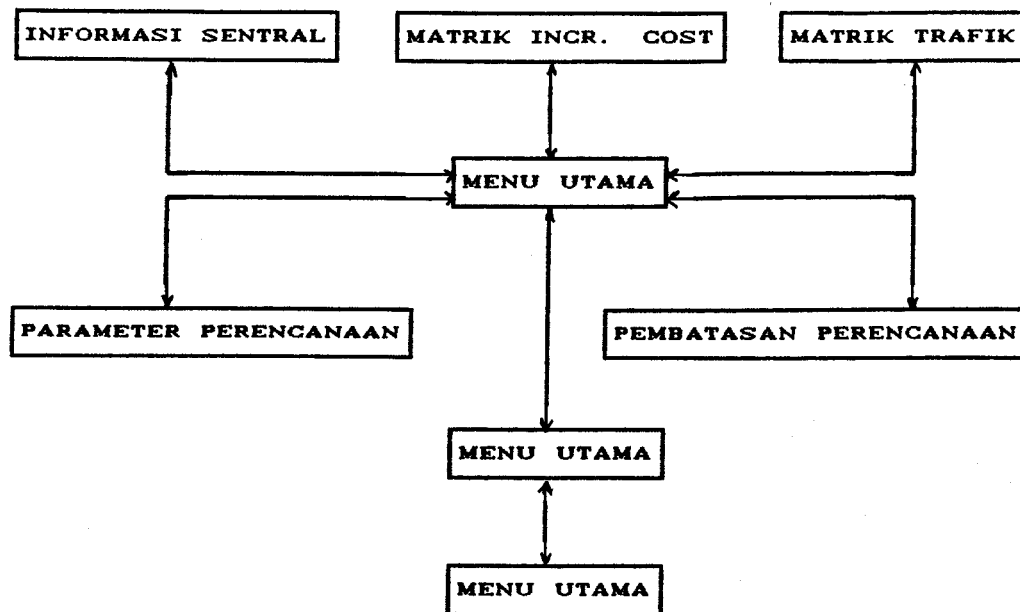 INFORMASI SENTRAL
MATRIK INCR. COST
MATRIK TRAFIK
MENU UTAMA
PARAMETER PERENCANAAN
PEMBATASAN PERENCANAAN
MENU UTAMA
MENU UTAMA